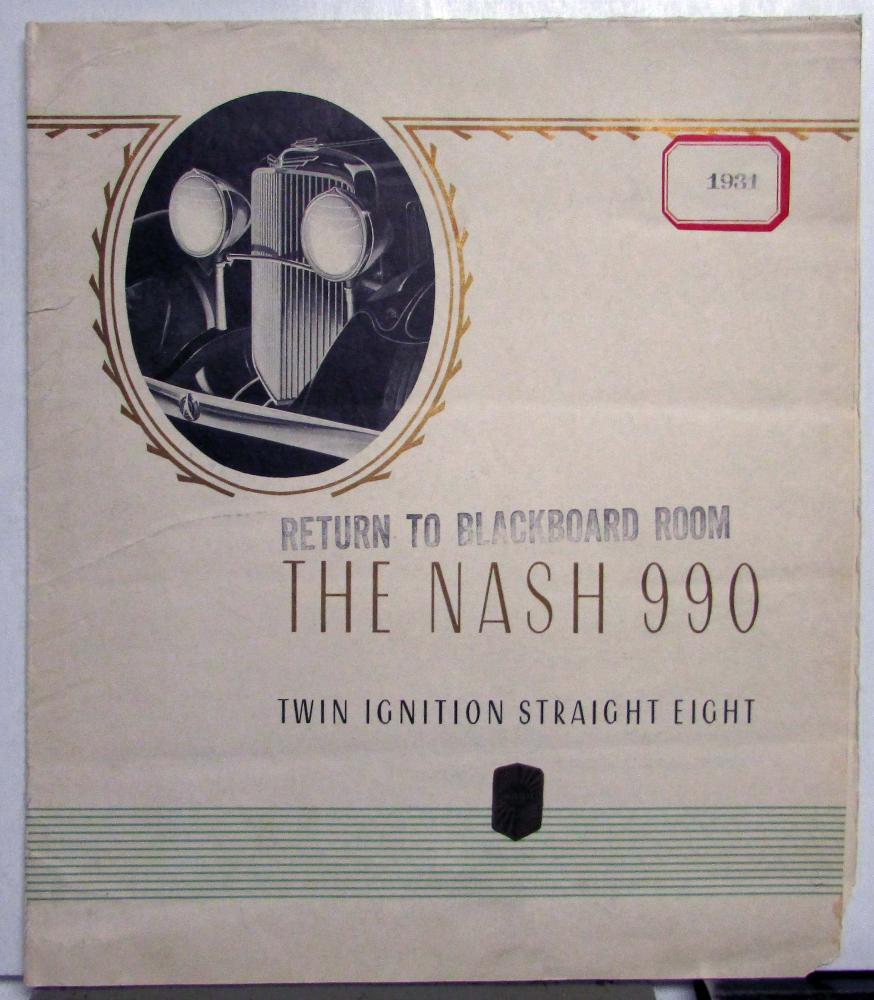 1931
RETURN TO BLACKBOARD ROOM
THE NASH 990
TWIN IGNITION STRAIGHT EIGHT